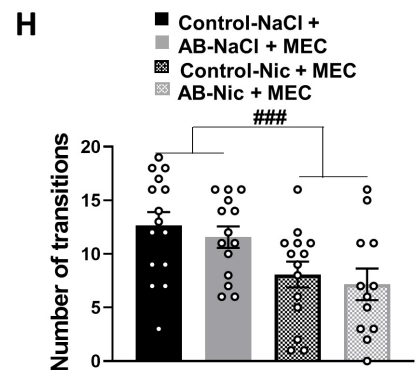 H
Control-NaCl +
AB-NaCl + MEC
Control-Nic + MEC
AB-Nic + MEC
###
Number of transitions
20
15
10
5
0